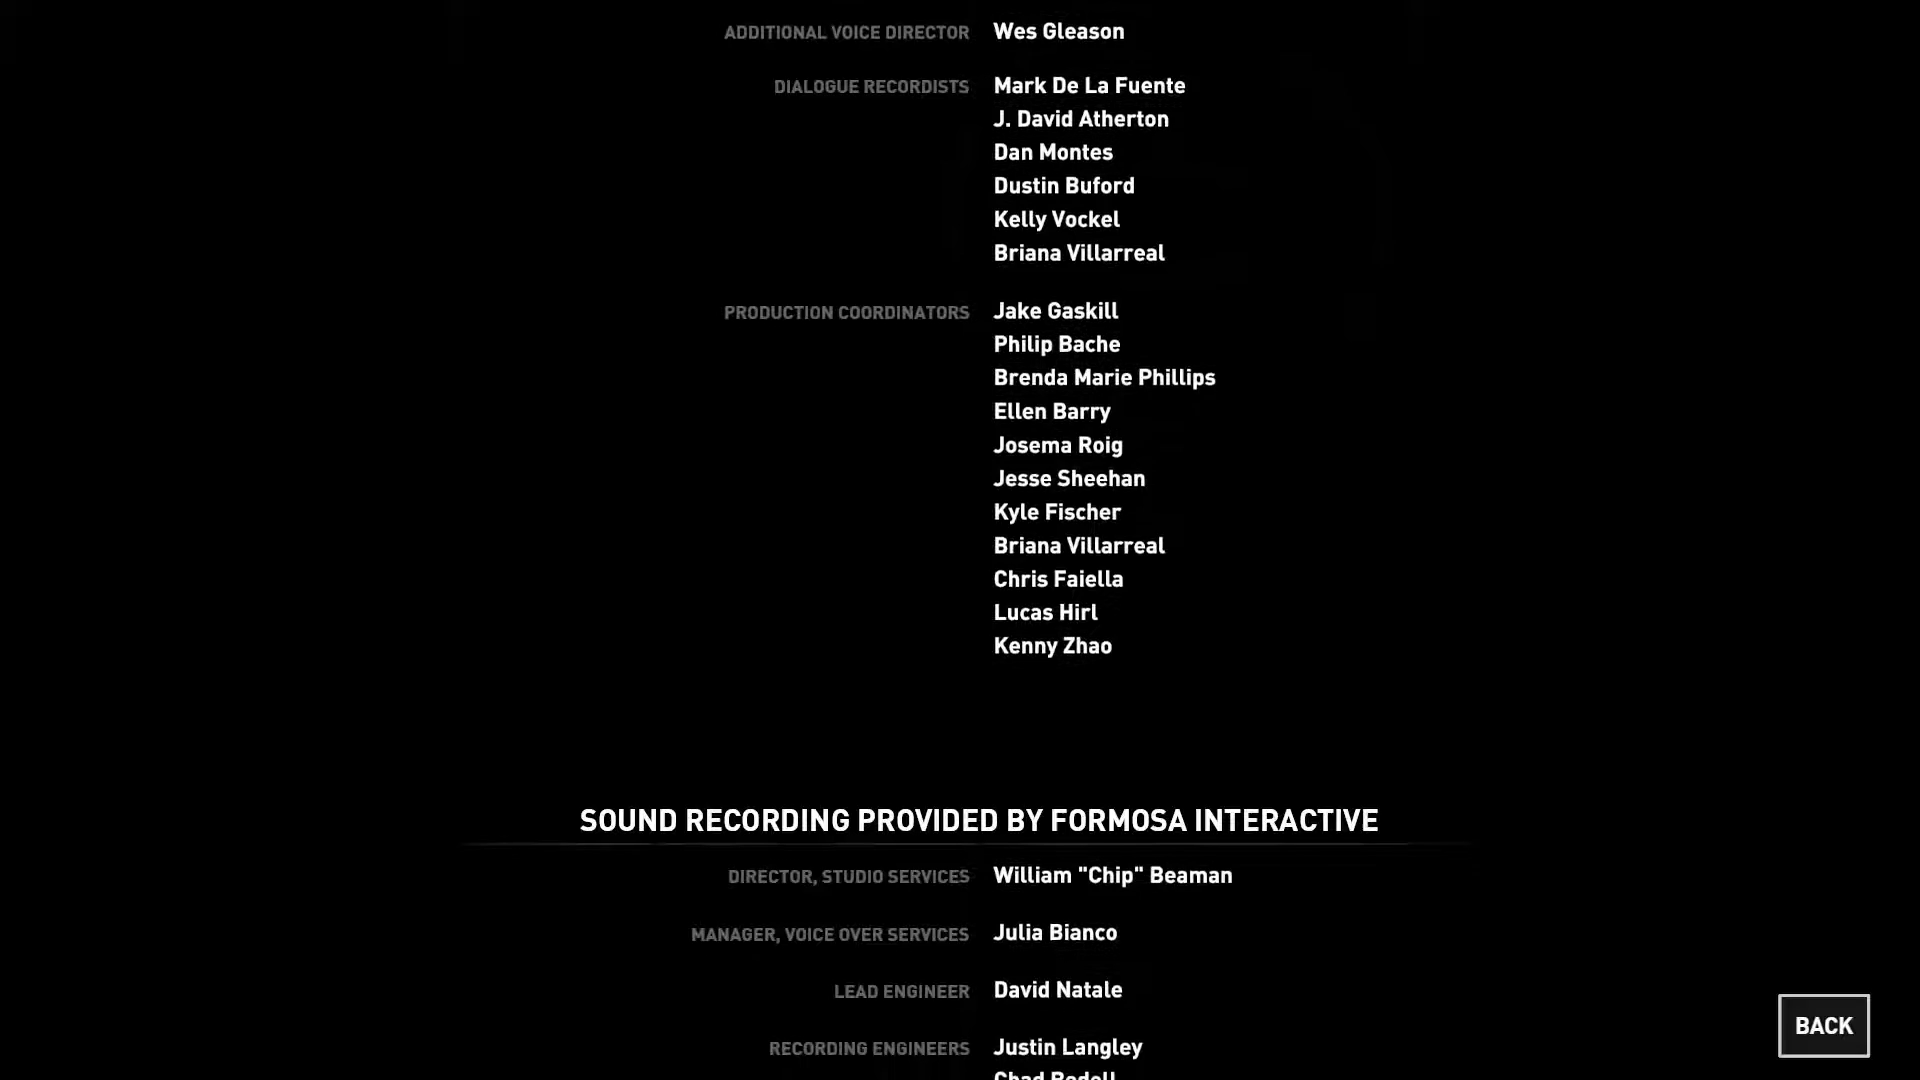 ADDITIONAL VOICE DIRECTOR Wes Gleason
DIALOGUE RECORDISTS Mark De La Fuente
J. David Atherton
Dan Montes
Dustin Buford
Kelly Vockel
Briana Villarreal
PRODUCTION COORDINATORS Jake Gaskill
Philip Bache
Brenda Marie Phillips
Ellen Barry
Josema Roig
Jesse Sheehan
Kyle Fischer
Briana Villarreal
Chris Faiella
Lucas Hirl
Kenny Zhao
SOUND RECORDING PROVIDED BY FORMOSA INTERACTIVE
DIRECTOR, STUDIO SERVICES William "Chip" Beaman
MANAGER, VOICE OVER SERVICES Julia Bianco
LEAD ENGINEER David Natale
RECORDING ENGINEERS Justin Langley
Chad
BACK